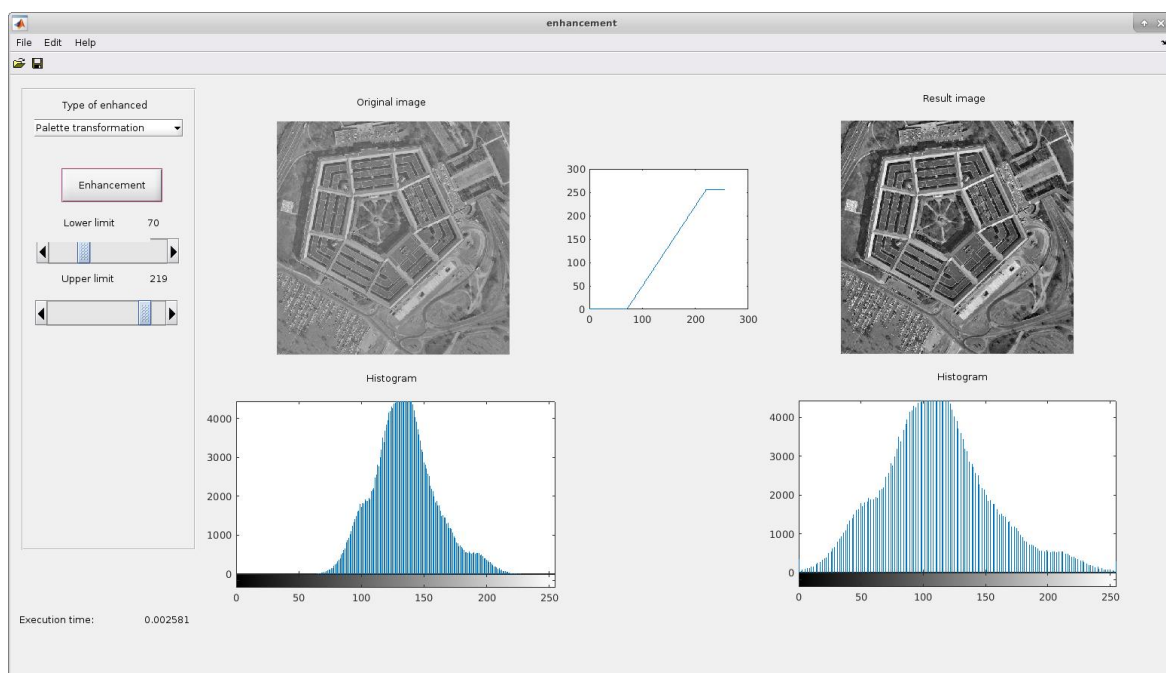 enhancement
File Edit Help
Type of enhanced
Palette transformation
Enhancement
Lower limit 70
Upper limit 219
Original image
300
250
200
150
100
50
0
0 100 200 300
Result image
Histogram
4000
3000
2000
1000
0
0 50 100 150 200 250
Histogram
4000
3000
2000
1000
0
0 50 100 150 200 250
Execution time: 0.002581